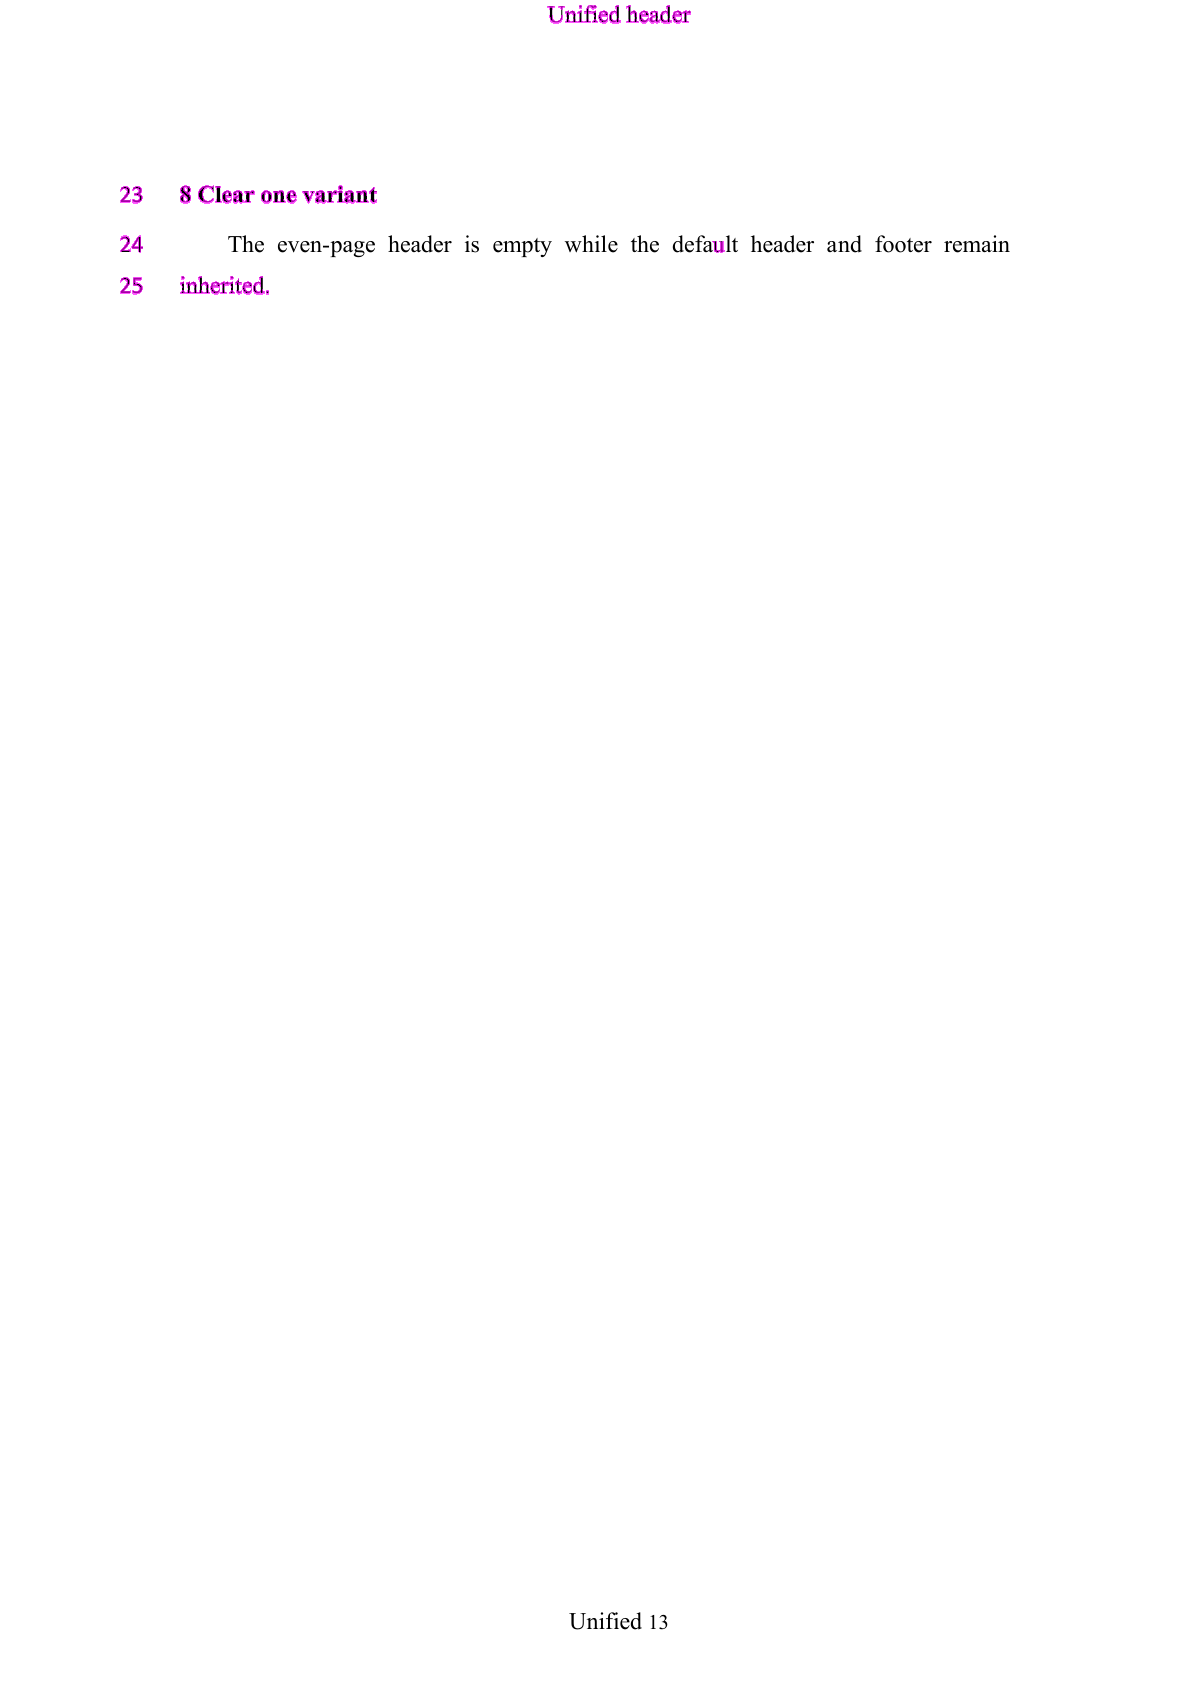 Unified header
23 8 Clear one variant
24 The even-page header is empty while the default header and footer remain
25 inherited.
Unified 13